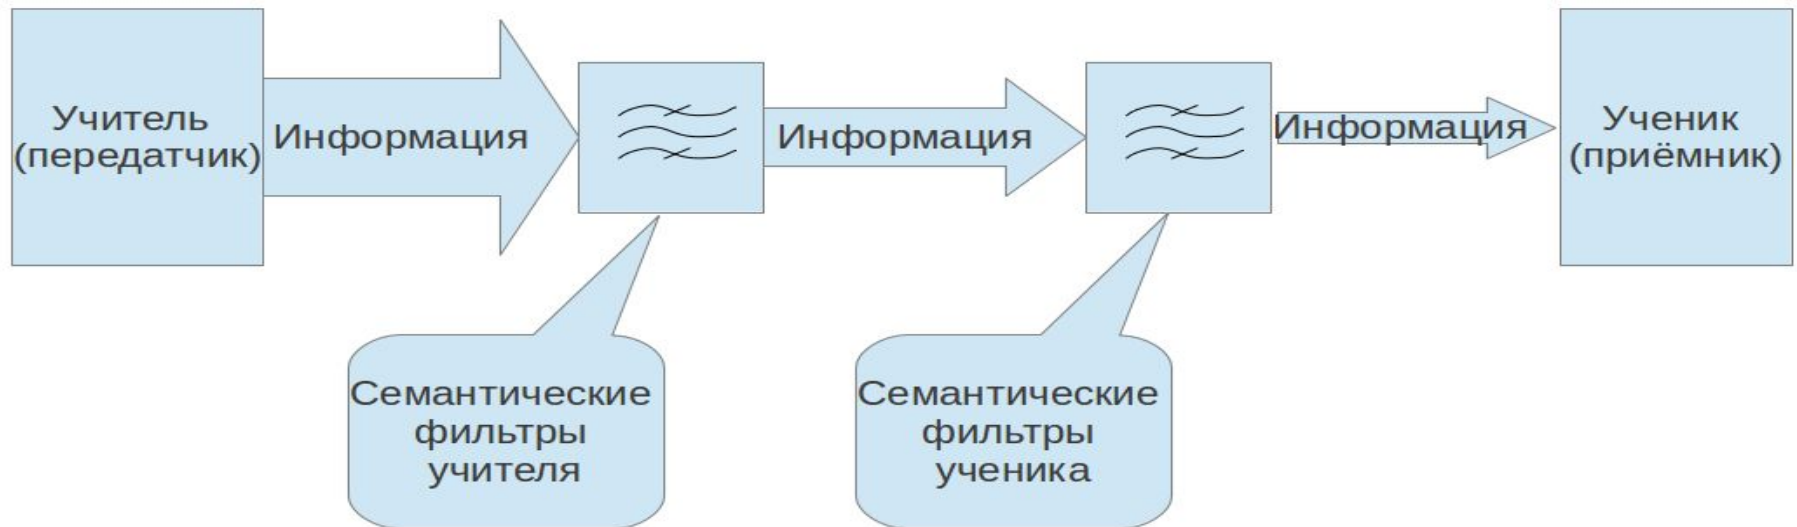 Учитель
(передатчик)
Информация
Информация
Информация
Ученик
(приёмник)
Семантические
фильтры
учителя
Семантические
фильтры
ученика